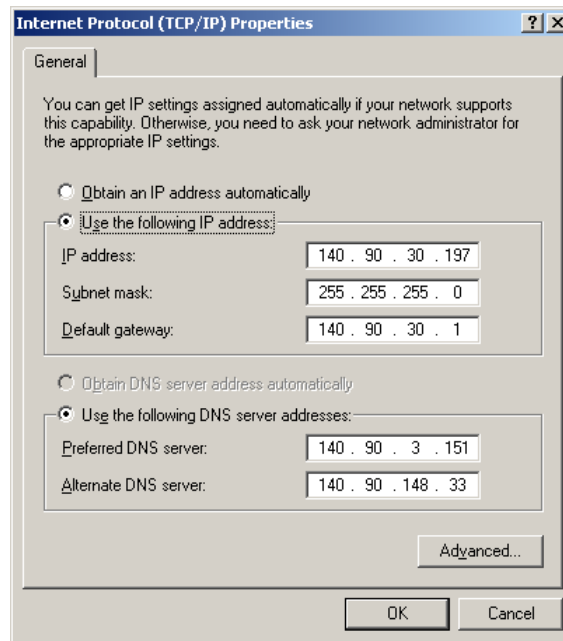 Internet Protocol (TCP/IP) Properties
General
You can get IP settings assigned automatically if your network supports
this capability. Otherwise, you need to ask your network administrator for
the appropriate IP settings.
Obtain an IP address automatically
Use the following IP address:
IP address: 140 . 90 . 30 . 197
Subnet mask: 255 . 255 . 255 . 0
Default gateway: 140 . 90 . 30 . 1
Obtain DNS server address automatically
Use the following DNS server addresses:
Preferred DNS server: 140 . 90 . 3 . 151
Alternate DNS server: 140 . 90 . 148 . 33
Advanced...
OK Cancel